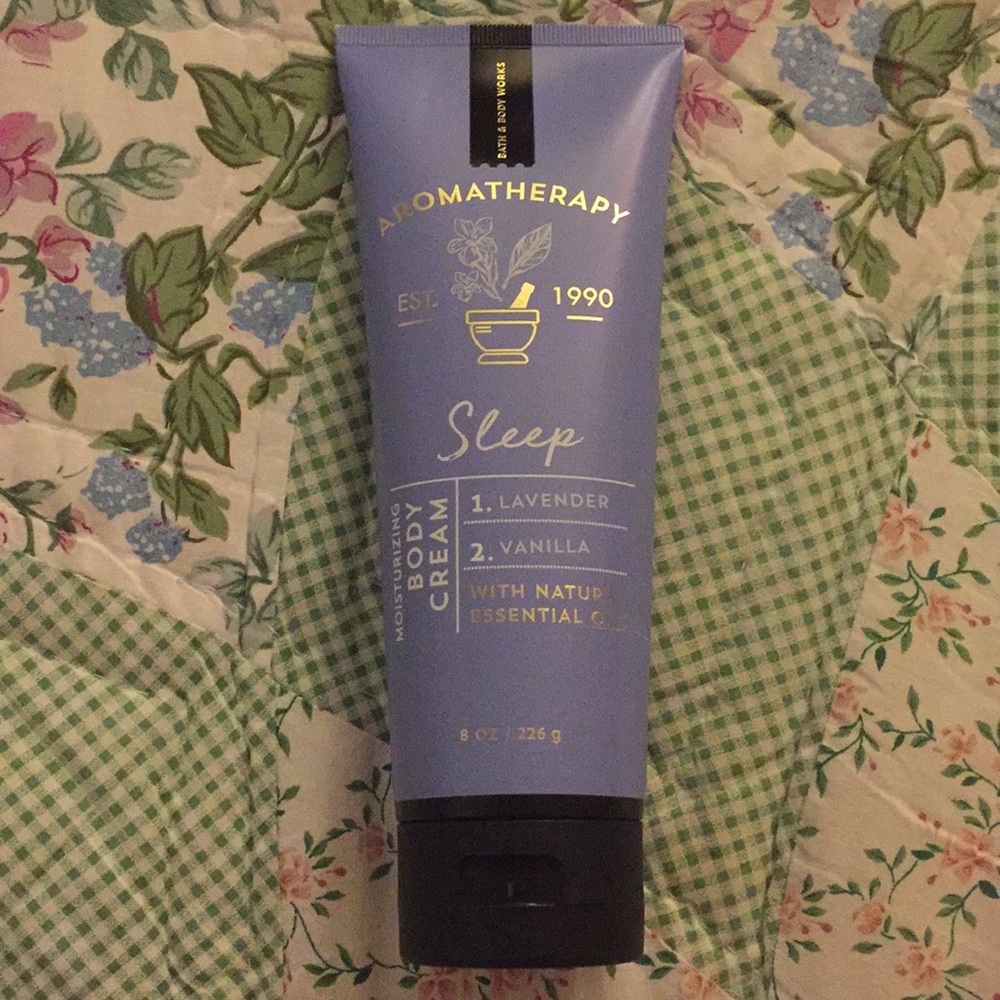 BATH & BODY WORKS
AROMATHERAPY
EST. 1990
Sleep
MOISTURIZING
BODY
CREAM
1. LAVENDER
2. VANILLA
WITH
ESSENTIAL
8 OZ / 226 g